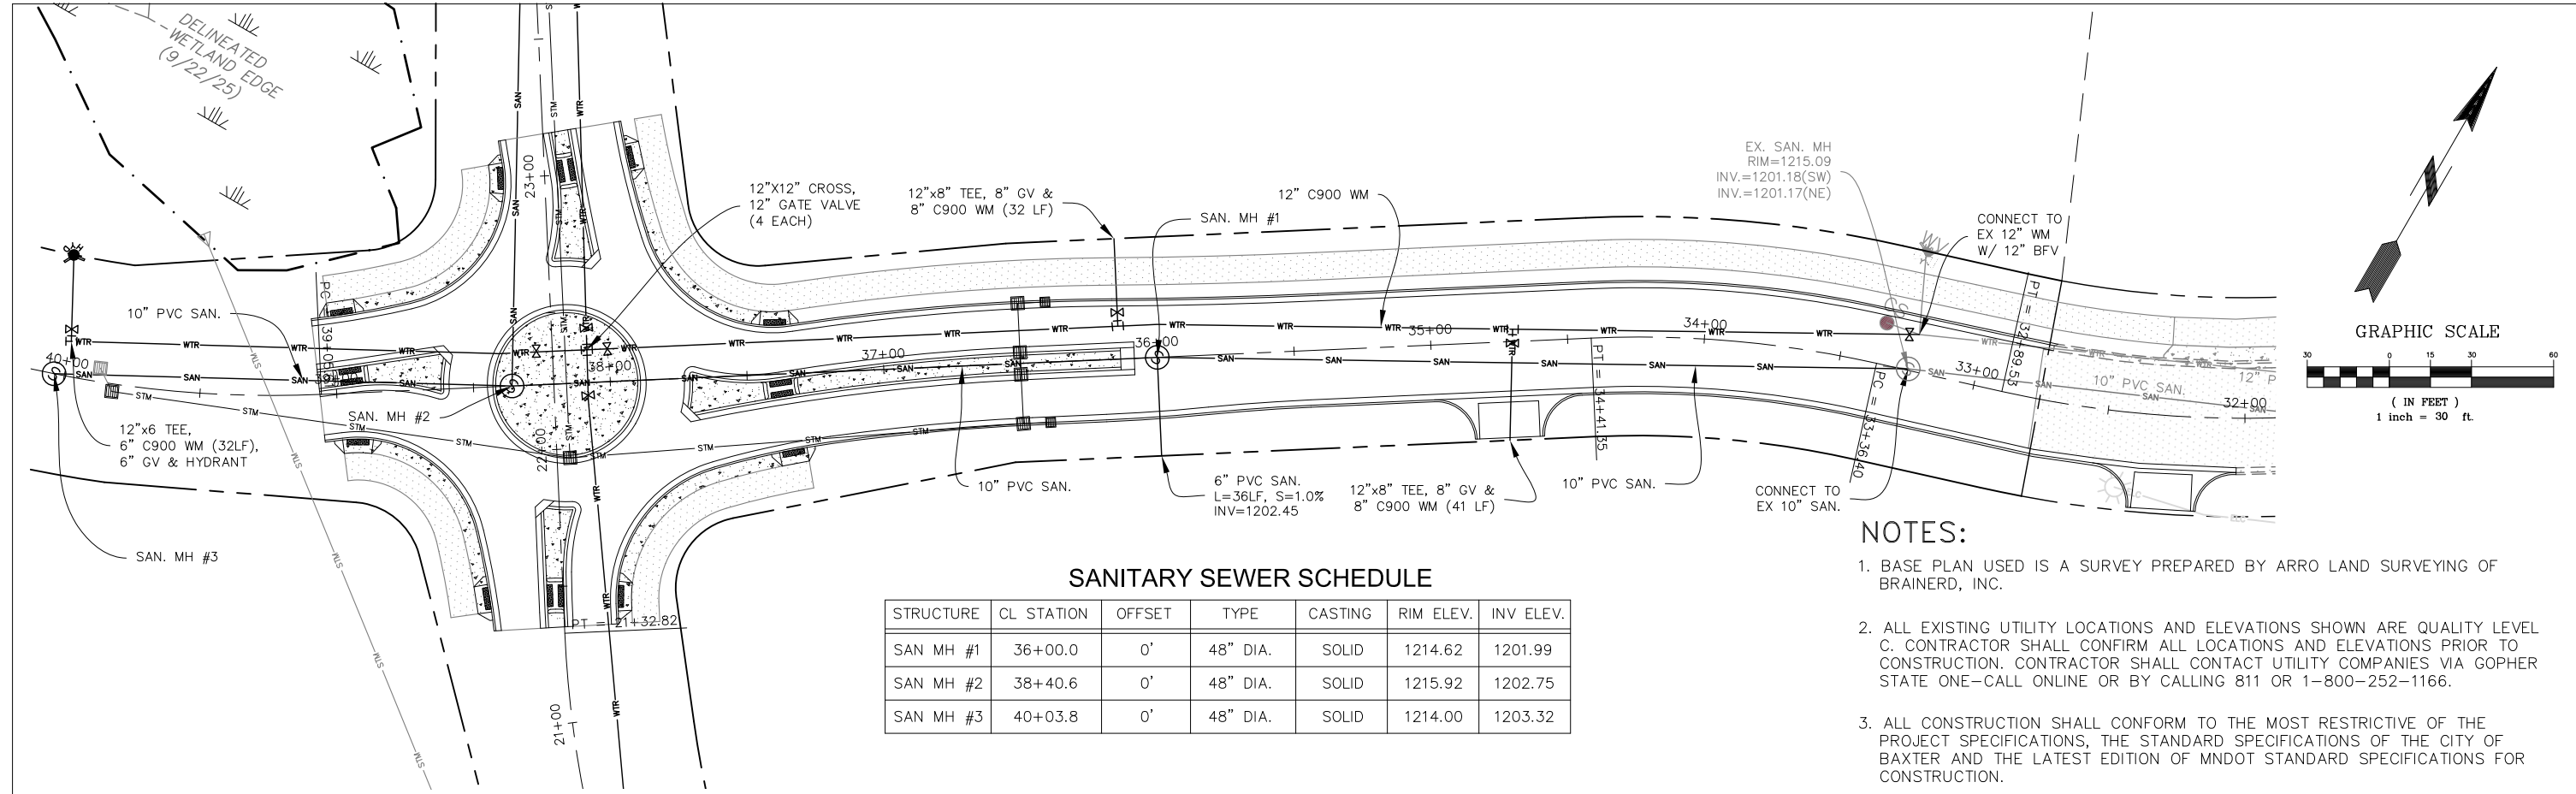 DELINEATED
WETLAND EDGE
(9/22/25)
SAN
STM
WTR
23+00
12"X12" CROSS,
12" GATE VALVE
(4 EACH)
12"x8" TEE, 8" GV &
8" C900 WM (32 LF)
12" C900 WM
SAN. MH #1
EX. SAN. MH
RIM=1215.09
INV.=1201.18(SW)
INV.=1201.17(NE)
CONNECT TO
EX 12" WM
W/ 12" BFV
10" PVC SAN.
40+00
38+00
37+00
36+00
35+00
34+00
33+00
32+00
PT = 32+89.53
PT = 34+41.35
PC = 33+36.40
10" PVC SAN.
12" P
SAN. MH #2
22+00
12"x6 TEE,
6" C900 WM (32LF),
6" GV & HYDRANT
SAN. MH #3
10" PVC SAN.
6" PVC SAN.
L=36LF, S=1.0%
INV=1202.45
12"x8" TEE, 8" GV &
8" C900 WM (41 LF)
10" PVC SAN.
CONNECT TO
EX 10" SAN.
PT = 21+32.82
21+00
GRAPHIC SCALE
30 0 15 30 60
( IN FEET )
1 inch = 30 ft.
SANITARY SEWER SCHEDULE
STRUCTURE CL STATION OFFSET TYPE CASTING RIM ELEV. INV ELEV.
SAN MH #1 36+00.0 0' 48" DIA. SOLID 1214.62 1201.99
SAN MH #2 38+40.6 0' 48" DIA. SOLID 1215.92 1202.75
SAN MH #3 40+03.8 0' 48" DIA. SOLID 1214.00 1203.32
NOTES:
1. BASE PLAN USED IS A SURVEY PREPARED BY ARRO LAND SURVEYING OF
BRAINERD, INC.
2. ALL EXISTING UTILITY LOCATIONS AND ELEVATIONS SHOWN ARE QUALITY LEVEL
C. CONTRACTOR SHALL CONFIRM ALL LOCATIONS AND ELEVATIONS PRIOR TO
CONSTRUCTION. CONTRACTOR SHALL CONTACT UTILITY COMPANIES VIA GOPHER
STATE ONE-CALL ONLINE OR BY CALLING 811 OR 1-800-252-1166.
3. ALL CONSTRUCTION SHALL CONFORM TO THE MOST RESTRICTIVE OF THE
PROJECT SPECIFICATIONS, THE STANDARD SPECIFICATIONS OF THE CITY OF
BAXTER AND THE LATEST EDITION OF MNDOT STANDARD SPECIFICATIONS FOR
CONSTRUCTION.